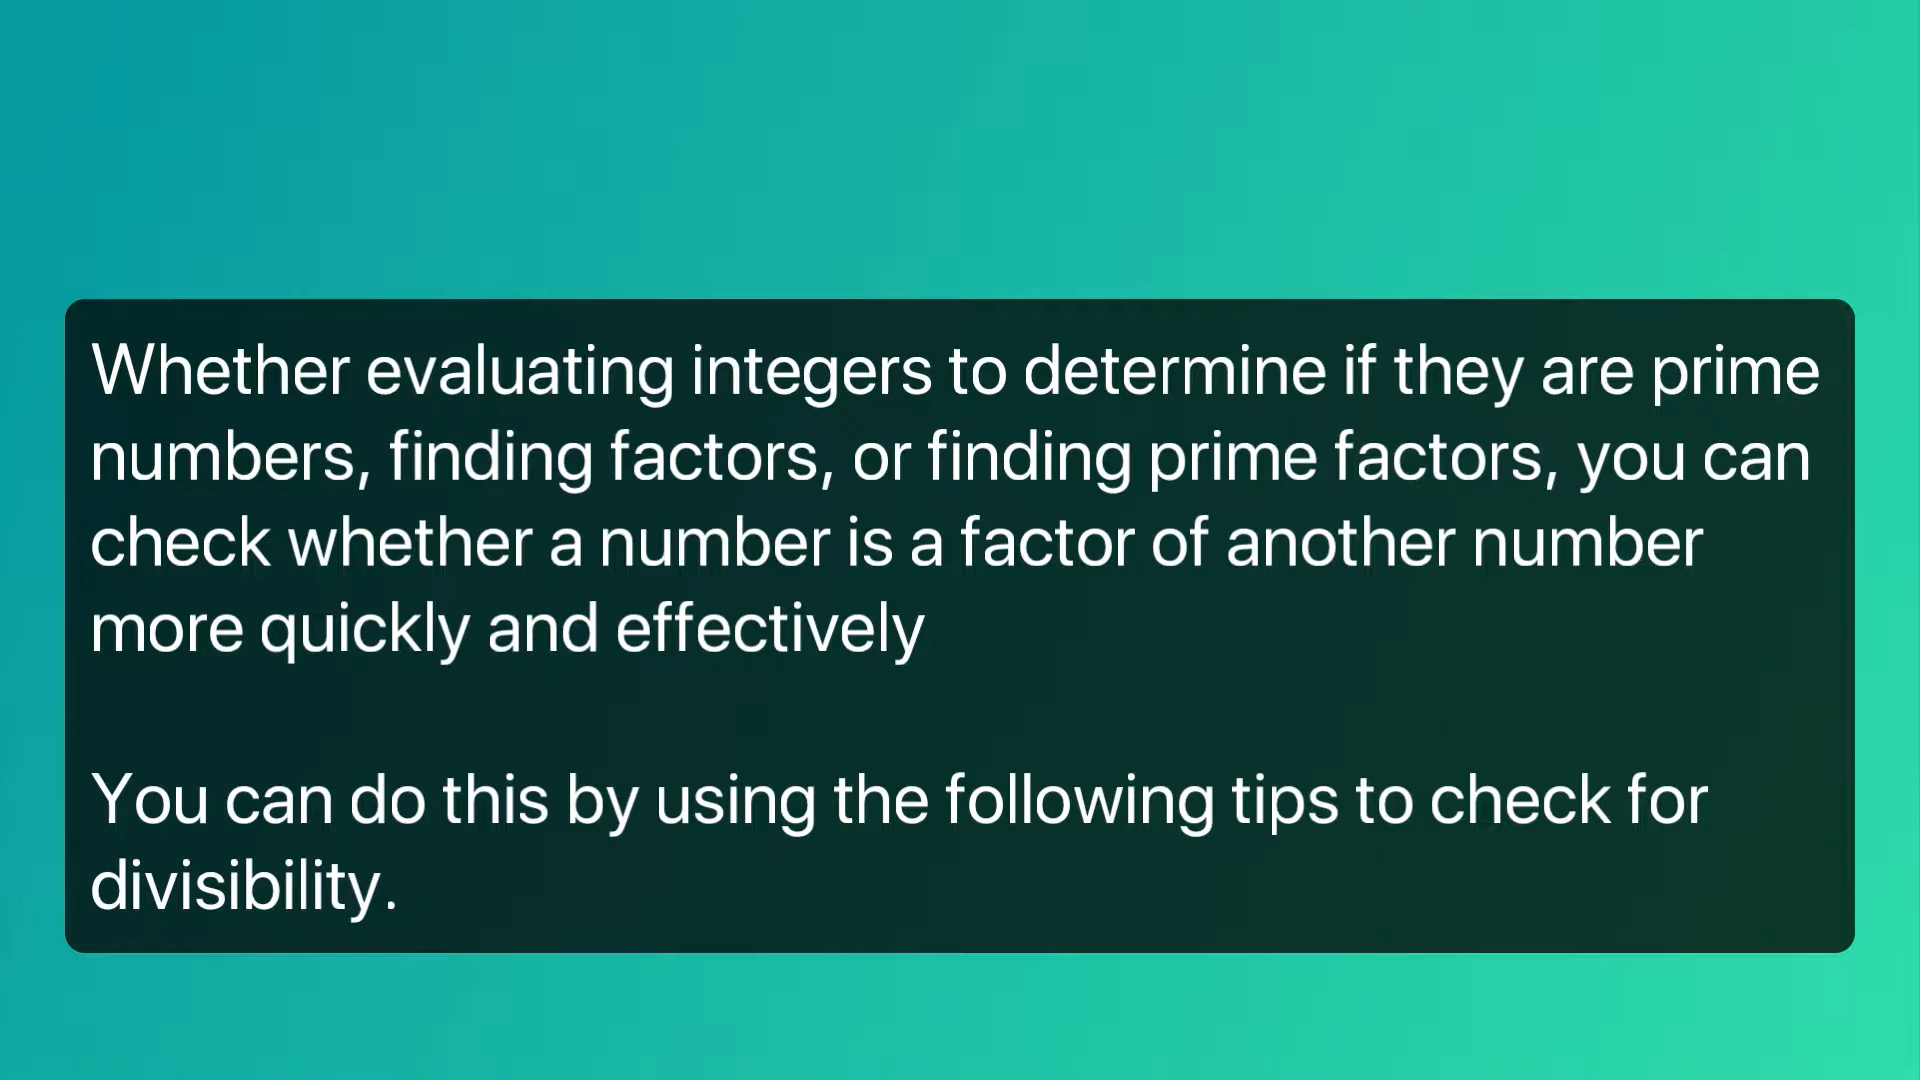 Whether evaluating integers to determine if they are prime
numbers, finding factors, or finding prime factors, you can
check whether a number is a factor of another number
more quickly and effectively
You can do this by using the following tips to check for
divisibility.